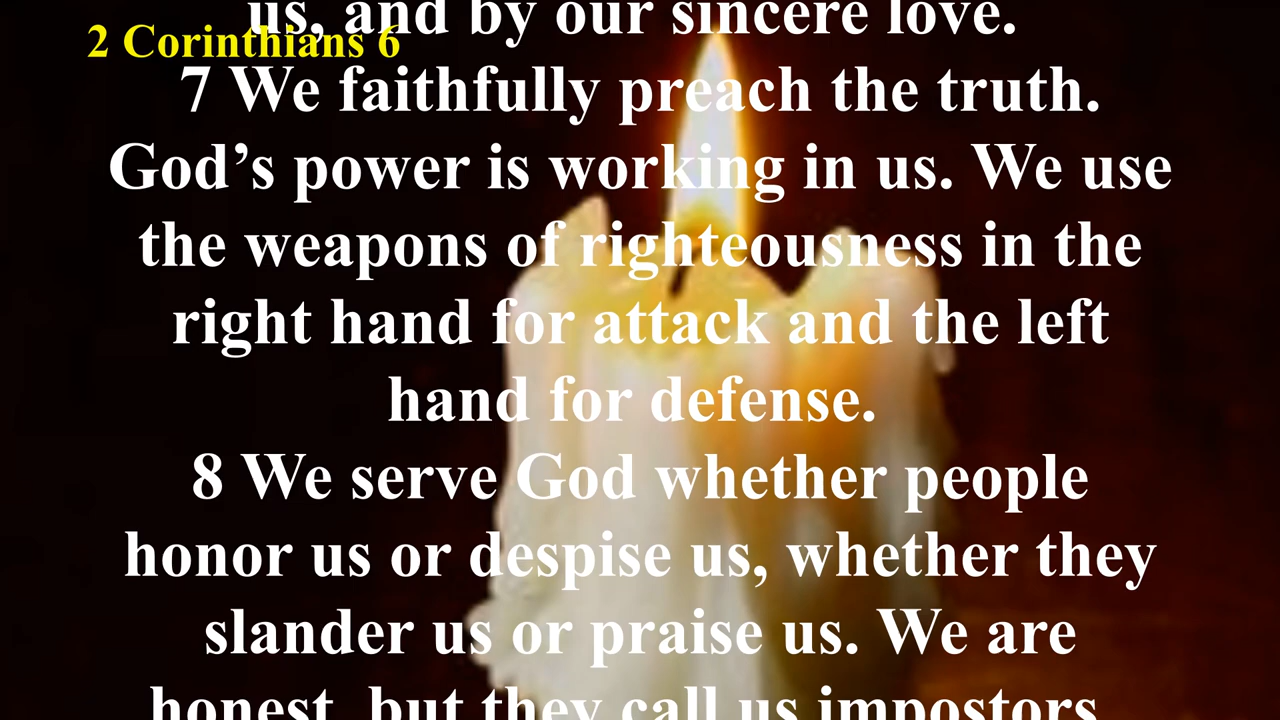 us, and by our sincere love.
2 Corinthians 6
7 We faithfully preach the truth.
God’s power is working in us. We use
the weapons of righteousness in the
right hand for attack and the left
hand for defense.
8 We serve God whether people
honor us or despise us, whether they
slander us or praise us. We are
honest, but they call us impostors.